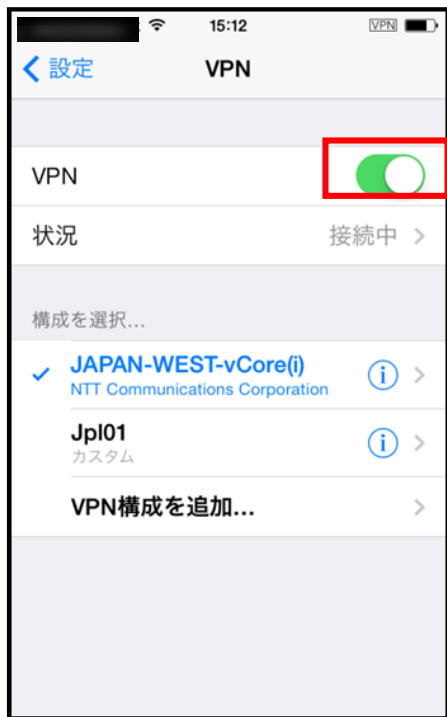 15:12 VPN
設定 VPN
VPN
状況 接続中
構成を選択...
JAPAN-WEST-vCore(i)
NTT Communications Corporation
Jpl01
カスタム
VPN構成を追加...